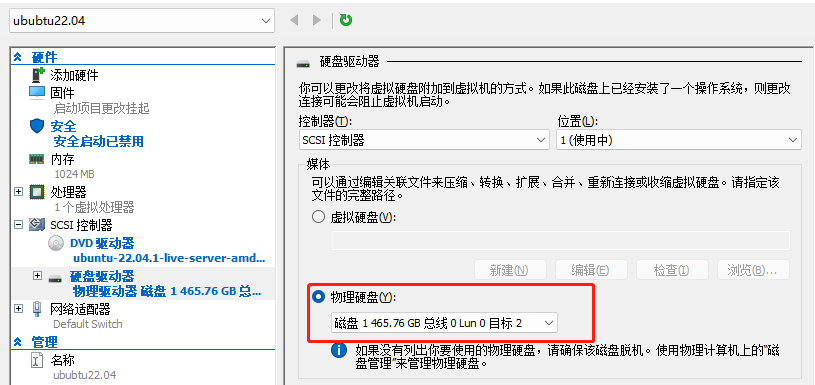 ububtu22.04
硬件
添加硬件
固件
启动项目更改挂起
安全
安全启动已禁用
内存
1024 MB
处理器
1 个虚拟处理器
SCSI 控制器
DVD 驱动器
ubuntu-22.04.1-live-server-amd...
硬盘驱动器
物理驱动器 磁盘 1 465.76 GB 总...
网络适配器
Default Switch
管理
名称
ububtu22.04
硬盘驱动器
你可以更改将虚拟硬盘附加到虚拟机的方式。如果此磁盘上已经安装了一个操作系统，则更改
连接可能会阻止虚拟机启动。
控制器(T):
位置(L):
SCSI 控制器
1 (使用中)
媒体
可以通过编辑关联文件来压缩、转换、扩展、合并、重新连接或收缩虚拟硬盘。请指定该
文件的完整路径。
虚拟硬盘(V):
新建(N)
编辑(E)
检查(I)
浏览(B)...
物理硬盘(Y):
磁盘 1 465.76 GB 总线 0 Lun 0 目标 2
如果没有列出你要使用的物理硬盘，请确保该磁盘脱机。使用物理计算机上的"磁
盘管理"来管理物理硬盘。